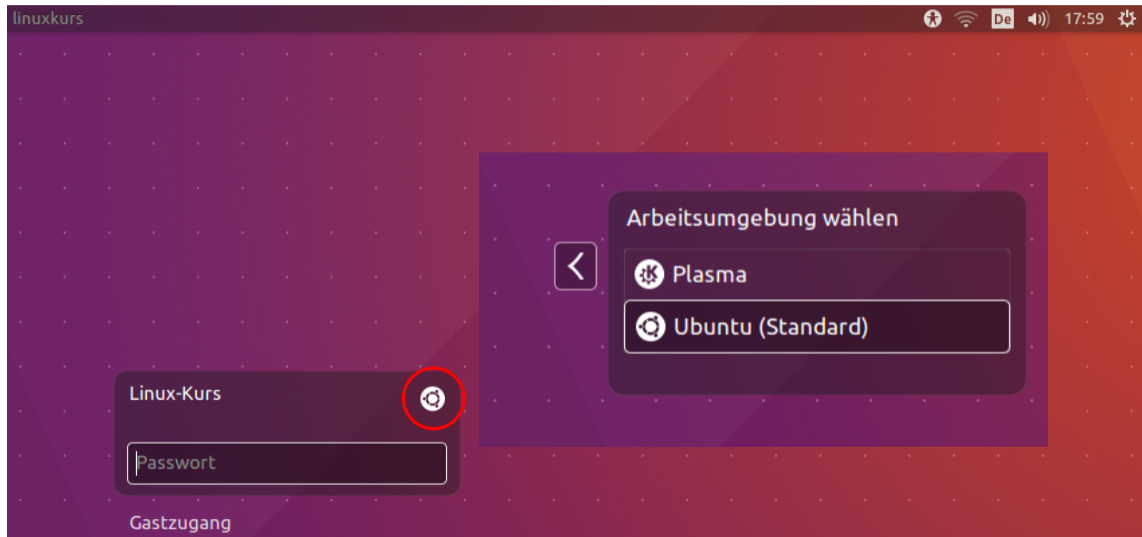 linuxkurs
De
17:59
Arbeitsumgebung wählen
Plasma
Ubuntu (Standard)
Linux-Kurs
Passwort
Gastzugang